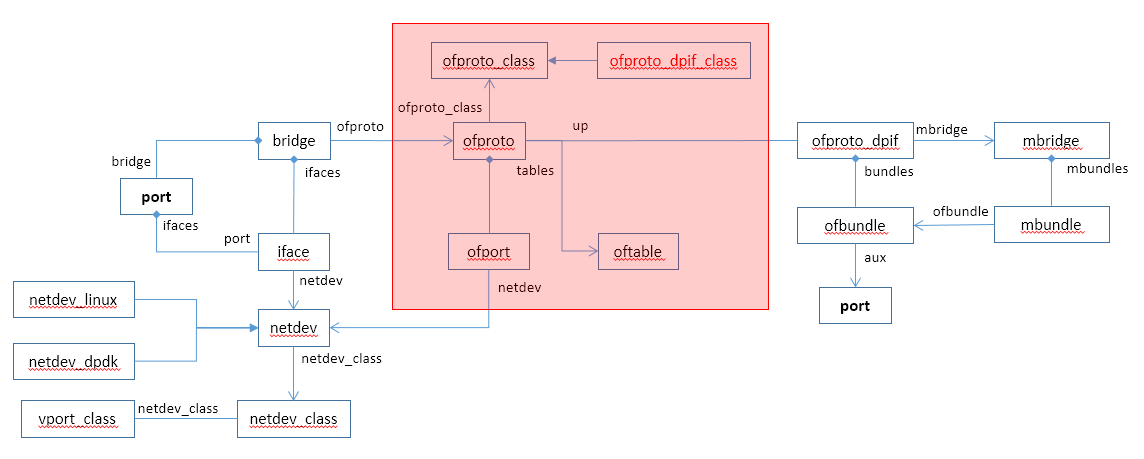 ofproto_class
ofproto_dpif_class
ofproto_class
bridge
ofproto
ofproto
up
ofproto_dpif
mbridge
mbridge
bridge
ifaces
tables
bundles
mbundles
port
ifaces
ofbundle
port
iface
ofport
oftable
ofbundle
mbundle
netdev
netdev
aux
netdev_linux
port
netdev
netdev_dpdk
netdev_class
vport_class
netdev_class
netdev_class